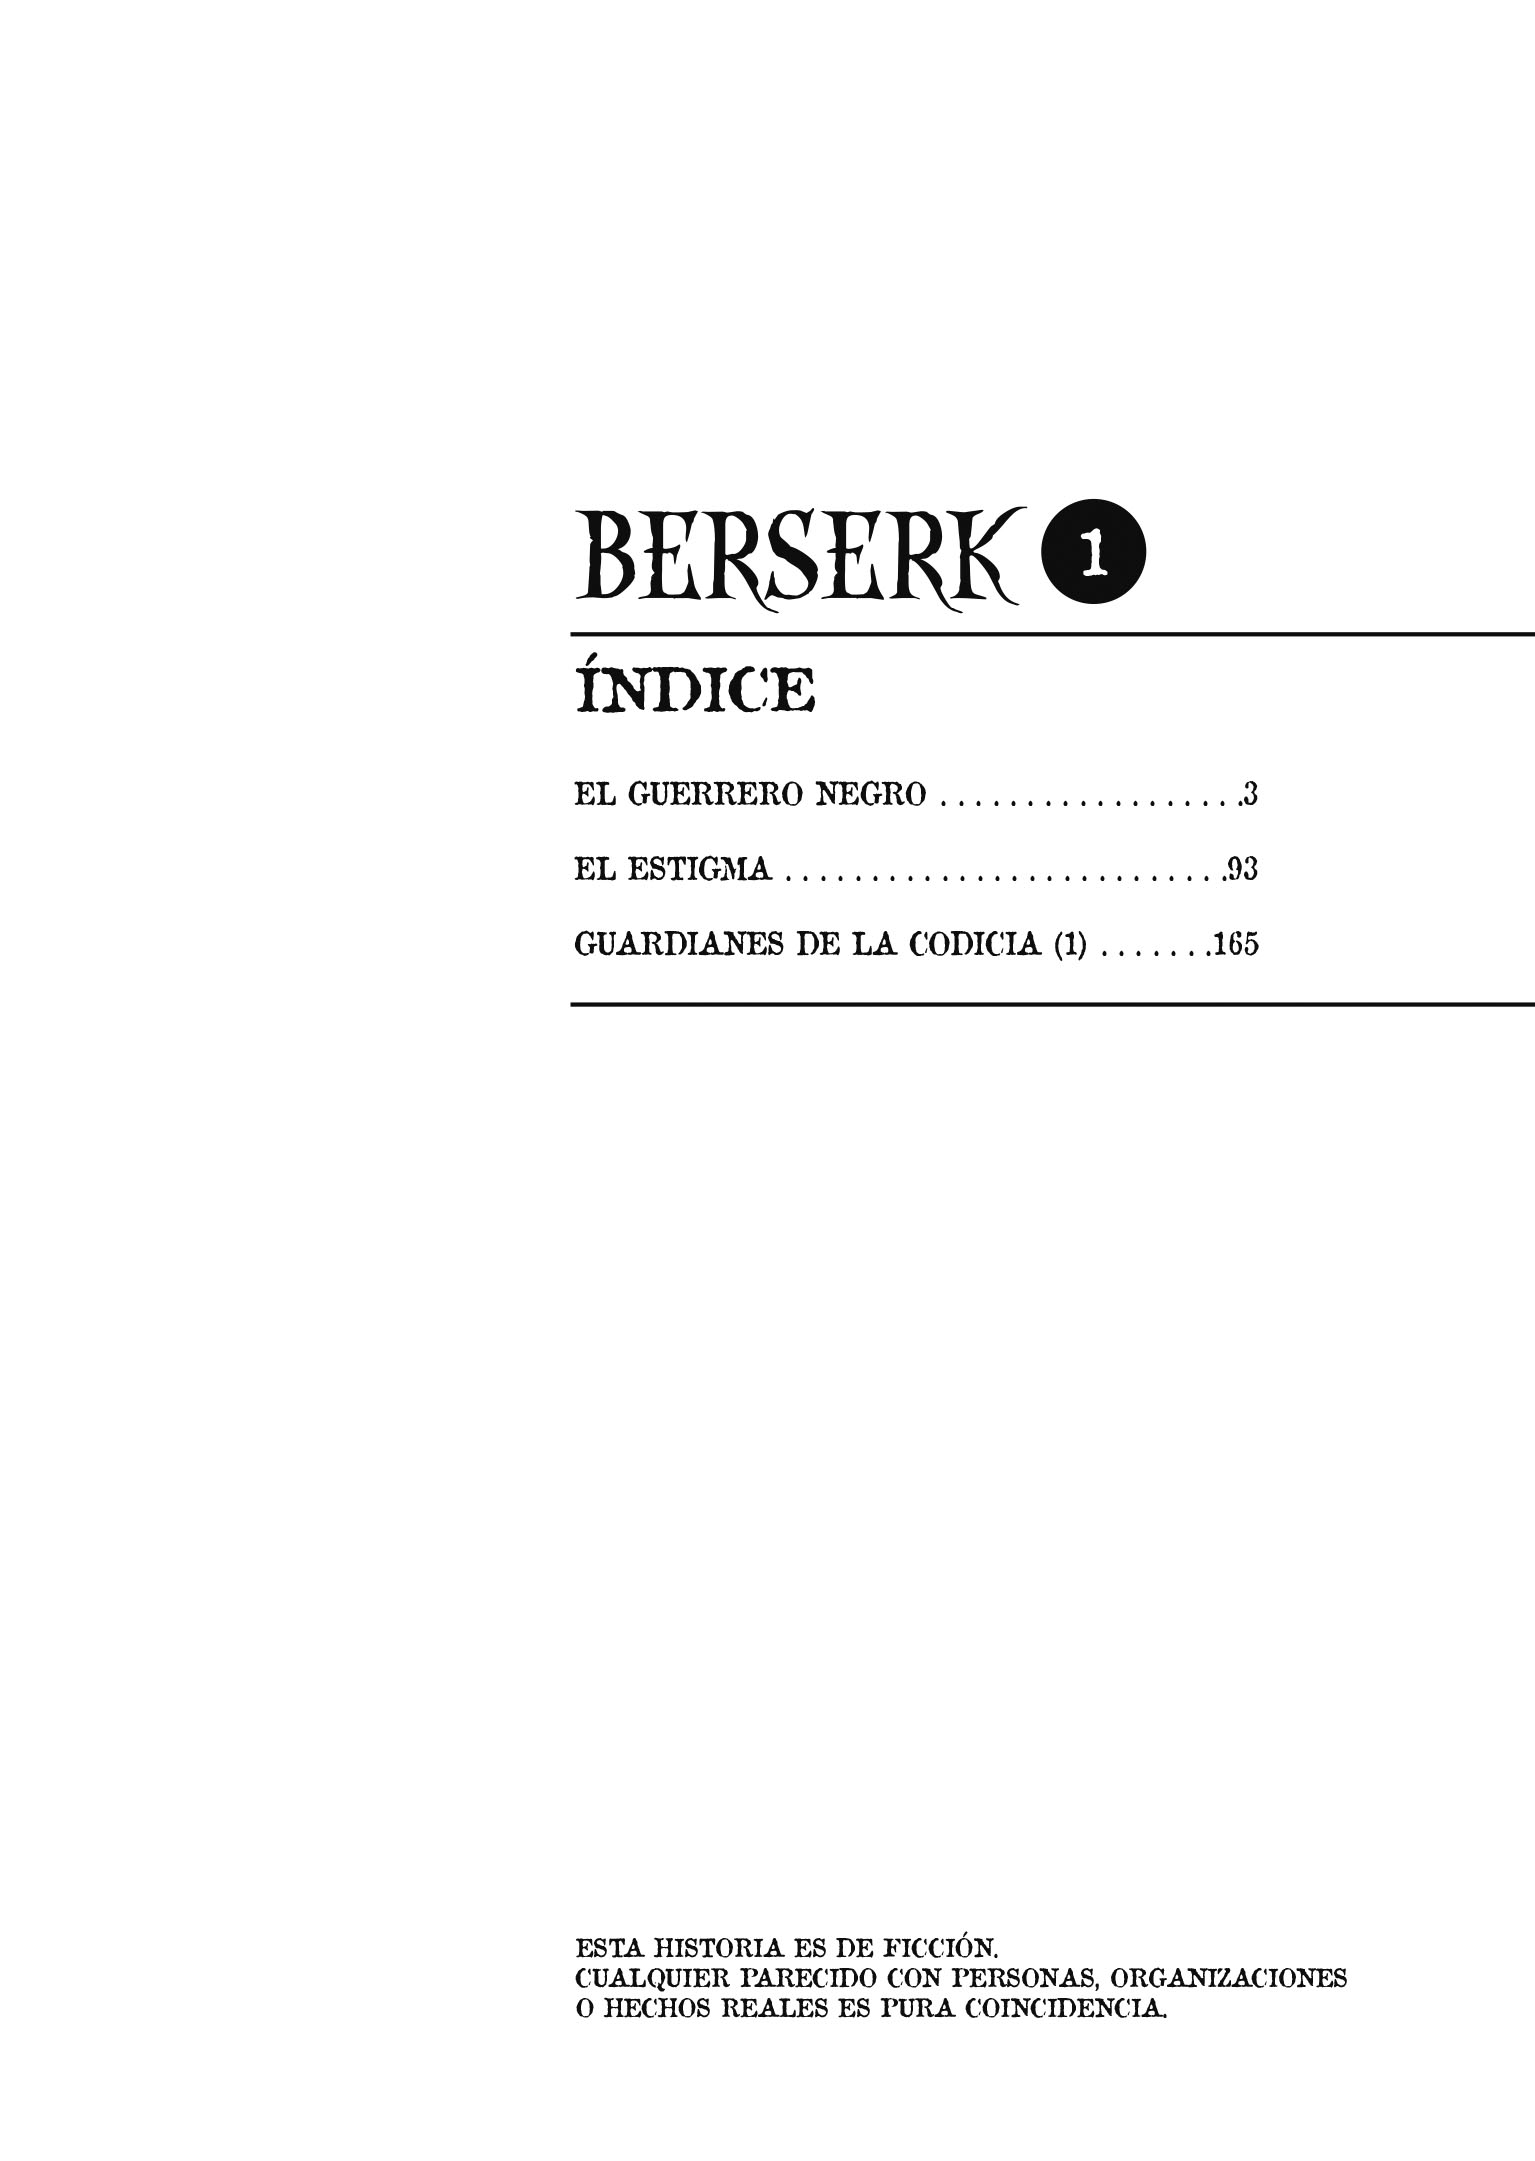 BERSERK 1
ÍNDICE
EL GUERRERO NEGRO . . . . . . . . . . . . . . . . . .3
EL ESTIGMA . . . . . . . . . . . . . . . . . . . . . . . . . .93
GUARDIANES DE LA CODICIA (1) . . . . . . .165
ESTA HISTORIA ES DE FICCIÓN.
CUALQUIER PARECIDO CON PERSONAS, ORGANIZACIONES
O HECHOS REALES ES PURA COINCIDENCIA.